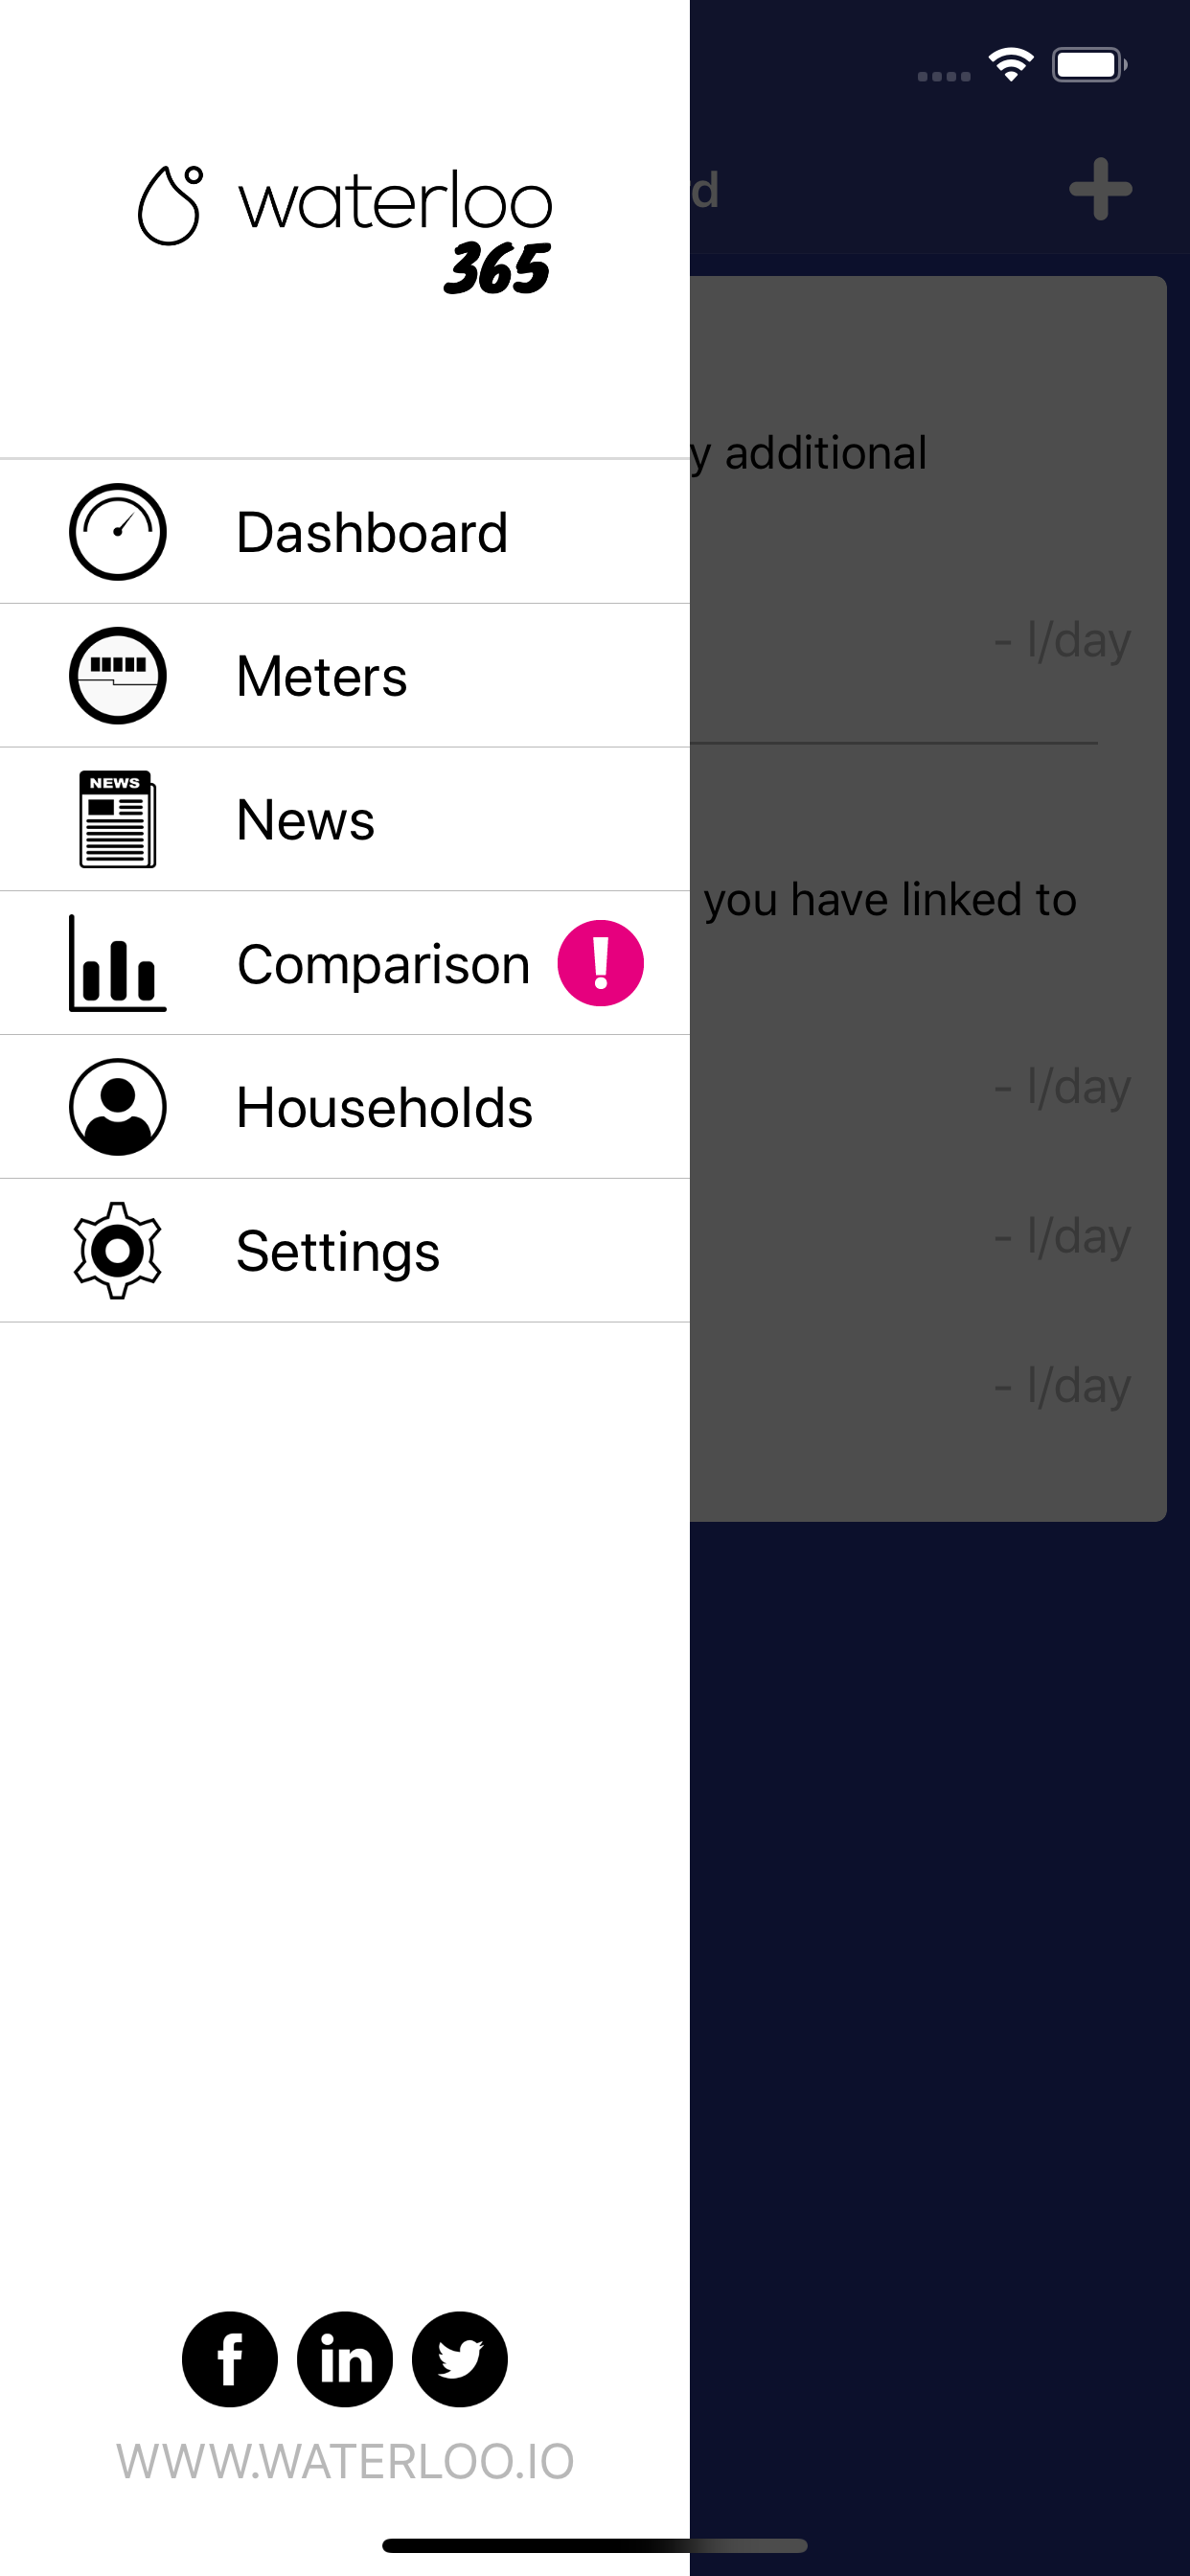 waterloo
365
d
y additional
Dashboard
- l/day
Meters
NEWS
News
you have linked to
Comparison
!
- l/day
Households
- l/day
Settings
- l/day
f in
WWW.WATERLOO.IO